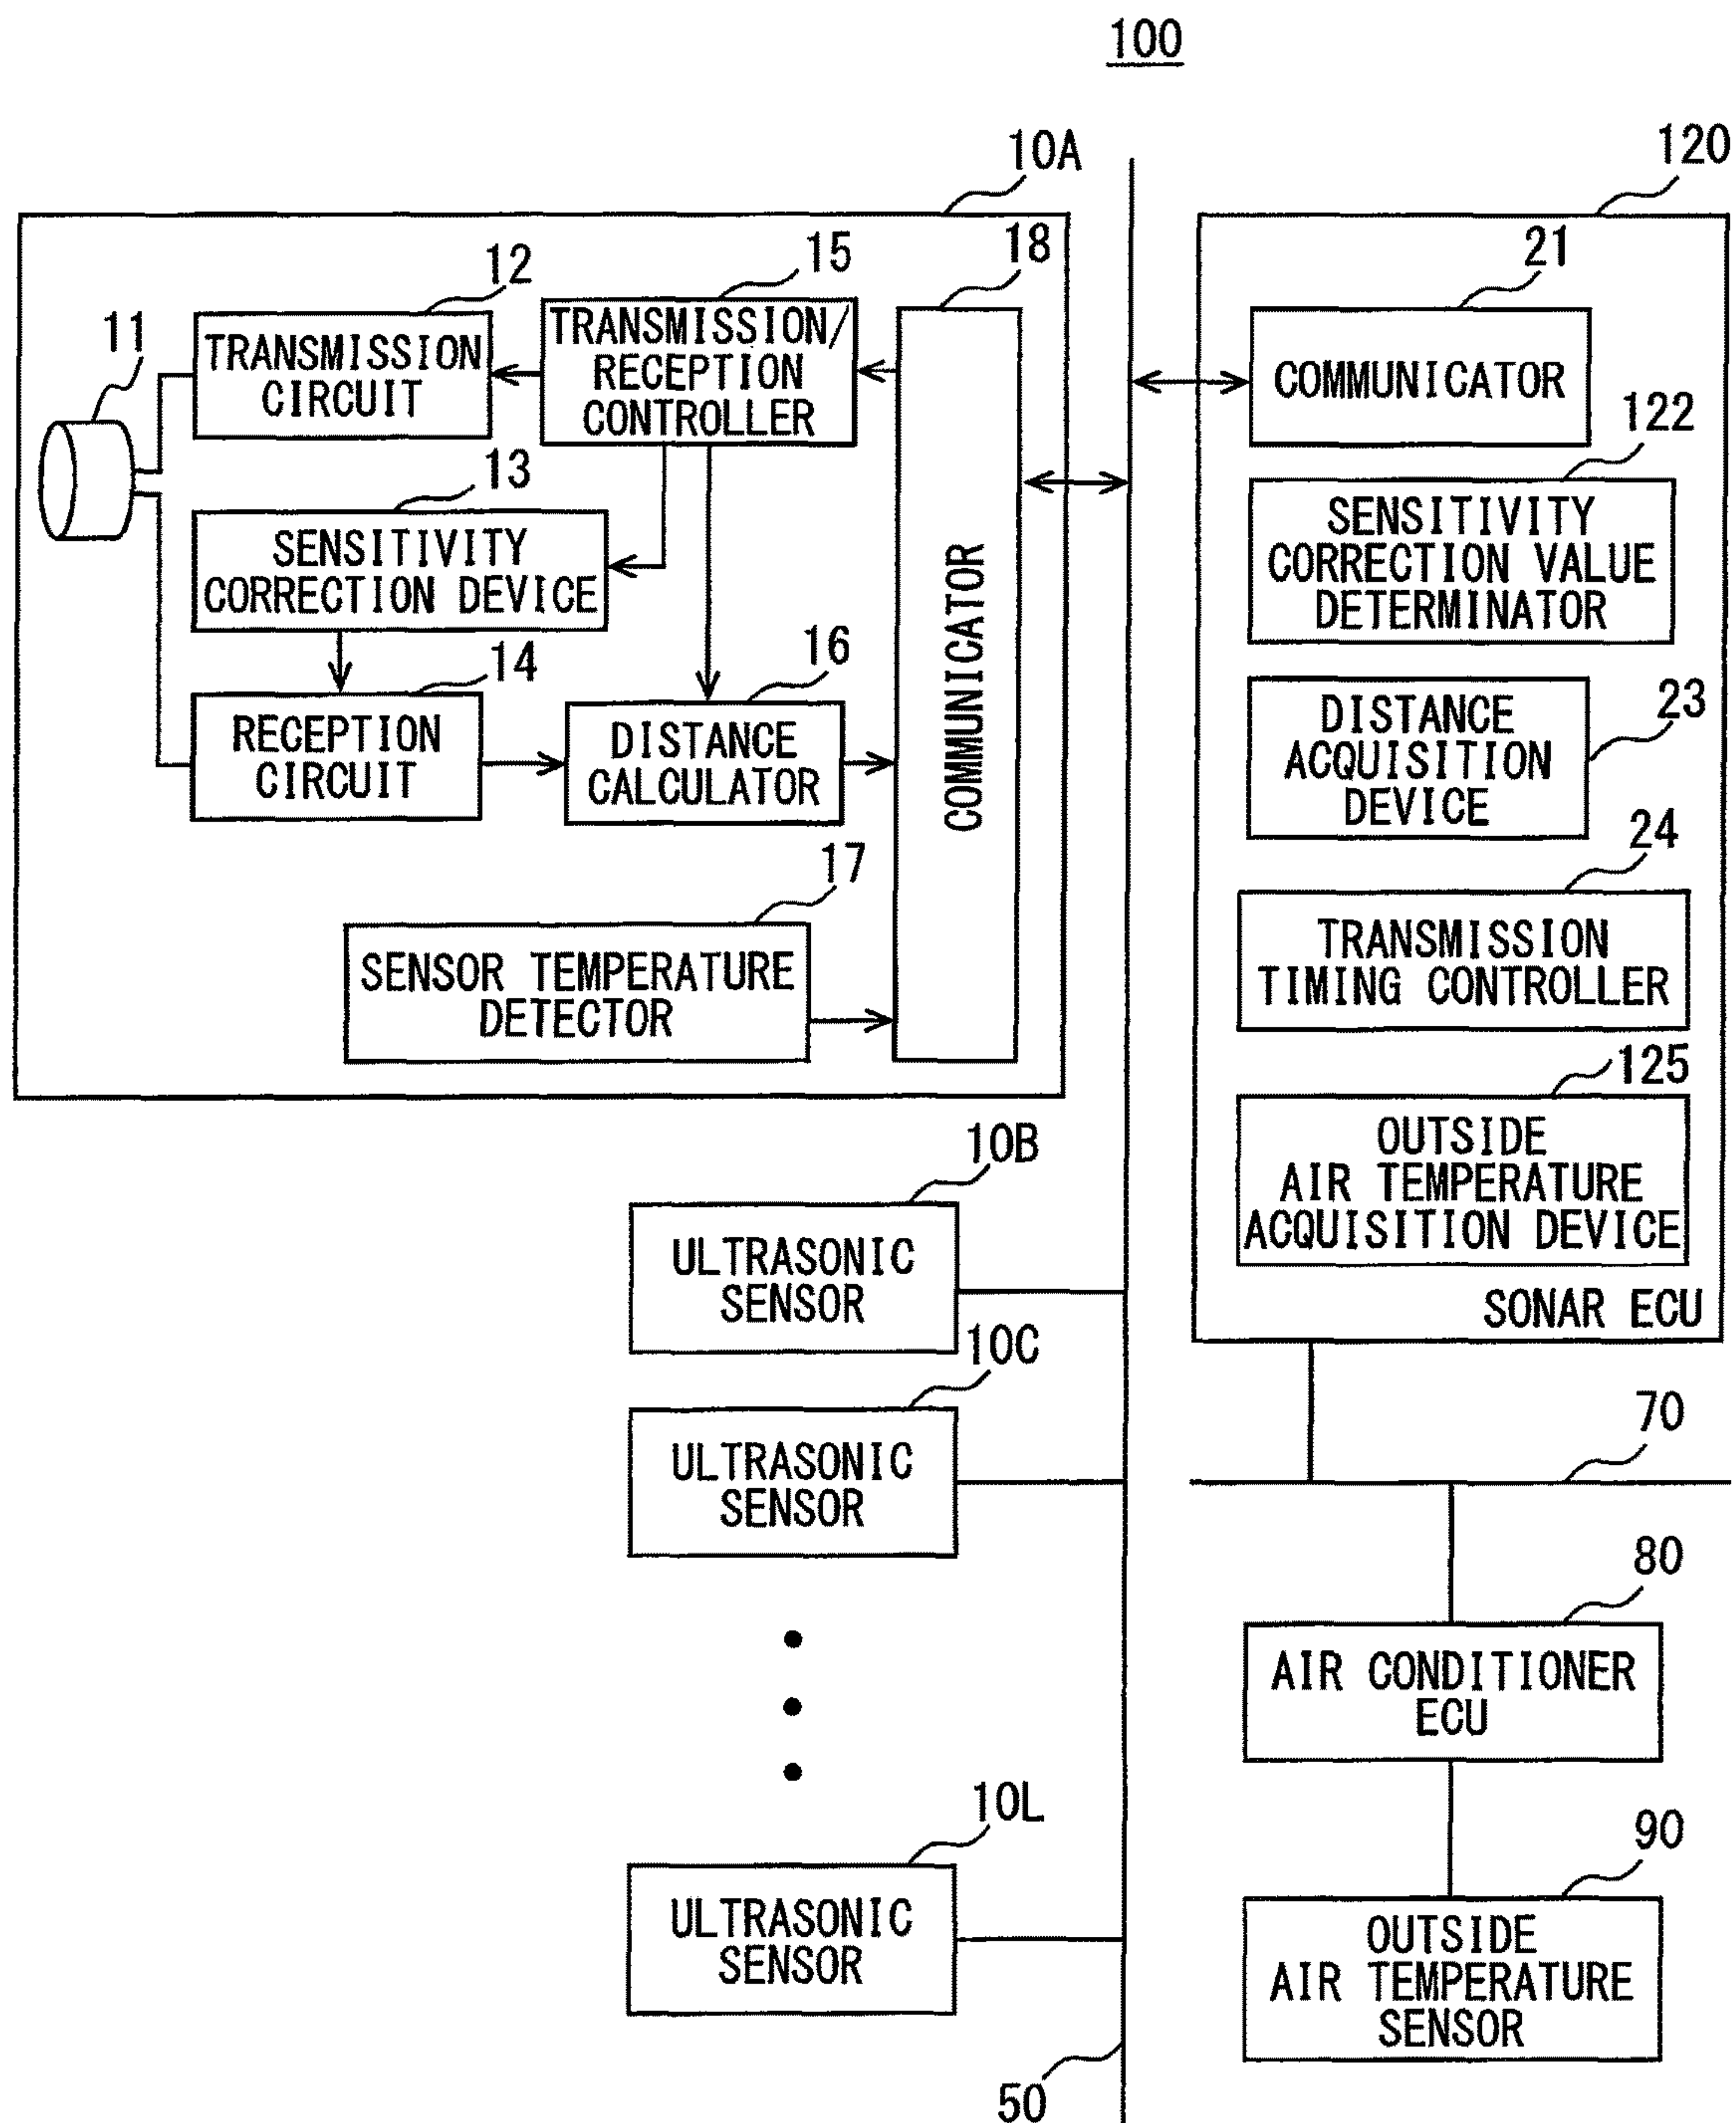 100
10A
120
12
15
18
21
11
TRANSMISSION
CIRCUIT
TRANSMISSION/
RECEPTION
CONTROLLER
COMMUNICATOR
122
13
SENSITIVITY
CORRECTION DEVICE
SENSITIVITY
CORRECTION VALUE
DETERMINATOR
COMMUNICATOR
14
16
RECEPTION
CIRCUIT
DISTANCE
CALCULATOR
DISTANCE
ACQUISITION
DEVICE
23
24
17
SENSOR TEMPERATURE
DETECTOR
TRANSMISSION
TIMING CONTROLLER
125
OUTSIDE
AIR TEMPERATURE
ACQUISITION DEVICE
SONAR ECU
10B
ULTRASONIC
SENSOR
10C
ULTRASONIC
SENSOR
70
80
AIR CONDITIONER
ECU
10L
ULTRASONIC
SENSOR
90
OUTSIDE
AIR TEMPERATURE
SENSOR
50